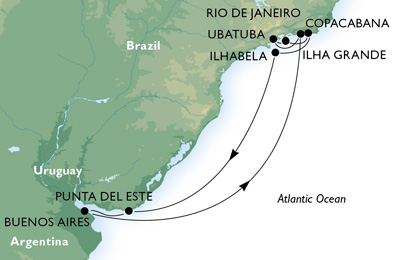 RIO DE JANEIRO
COPACABANA
UBATUBA
Brazil
ILHABELA
ILHA GRANDE
Uruguay
PUNTA DEL ESTE
Atlantic Ocean
BUENOS AIRES
Argentina